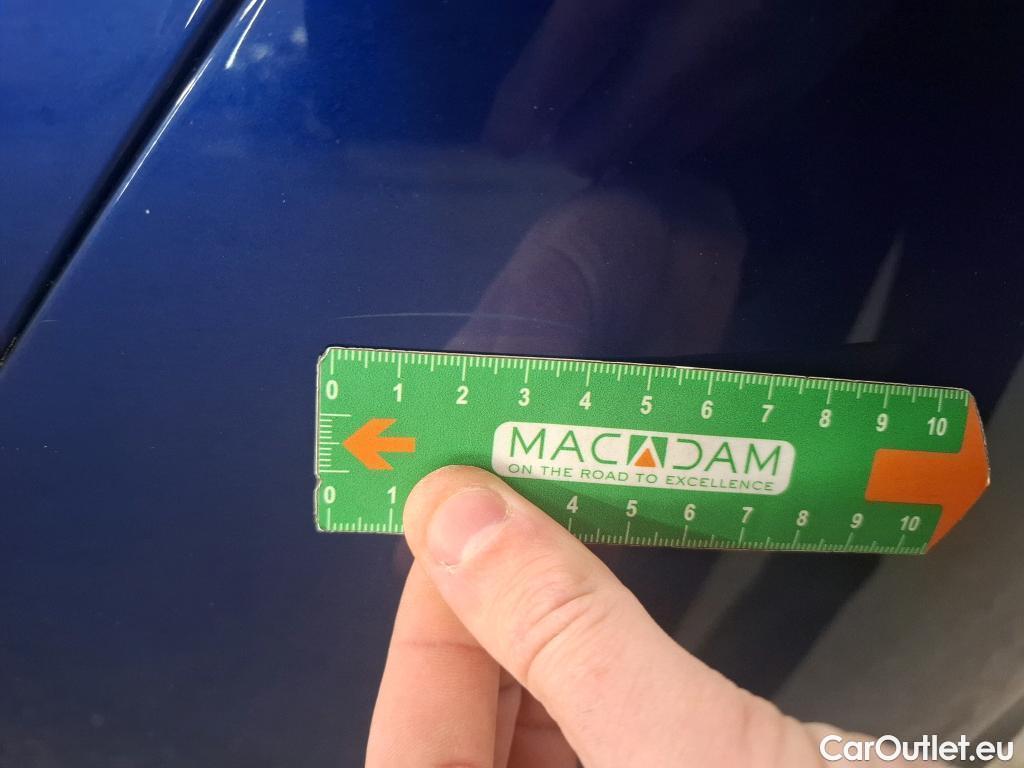 0 1 2 3 4 5 6 7 8 9 10
MACADAM
ON THE ROAD TO EXCELLENCE
0 1 4 5 6 7 8 9 10
CarOutlet.eu